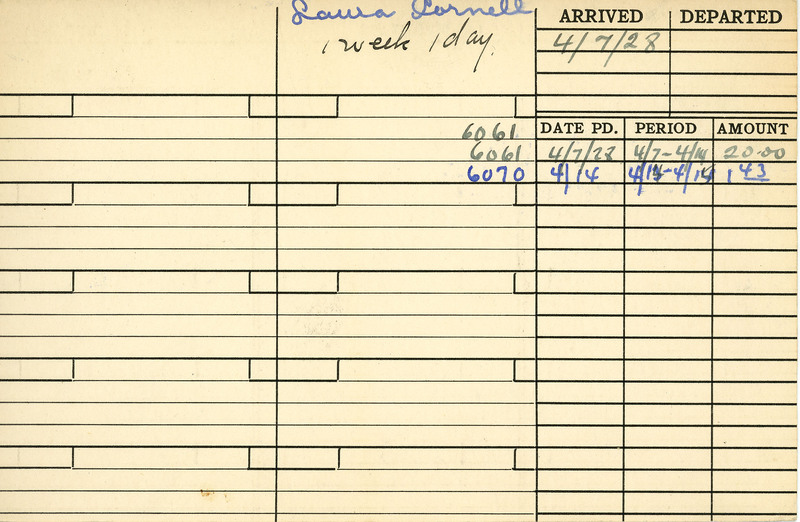 Laura Cornell
1 week 1 day.
ARRIVED DEPARTED
4/7/28
6061 DATE PD. PERIOD AMOUNT
6061 4/7/28 4/7-4/14 20.00
6070 4/14 4/14-4/15 1 43